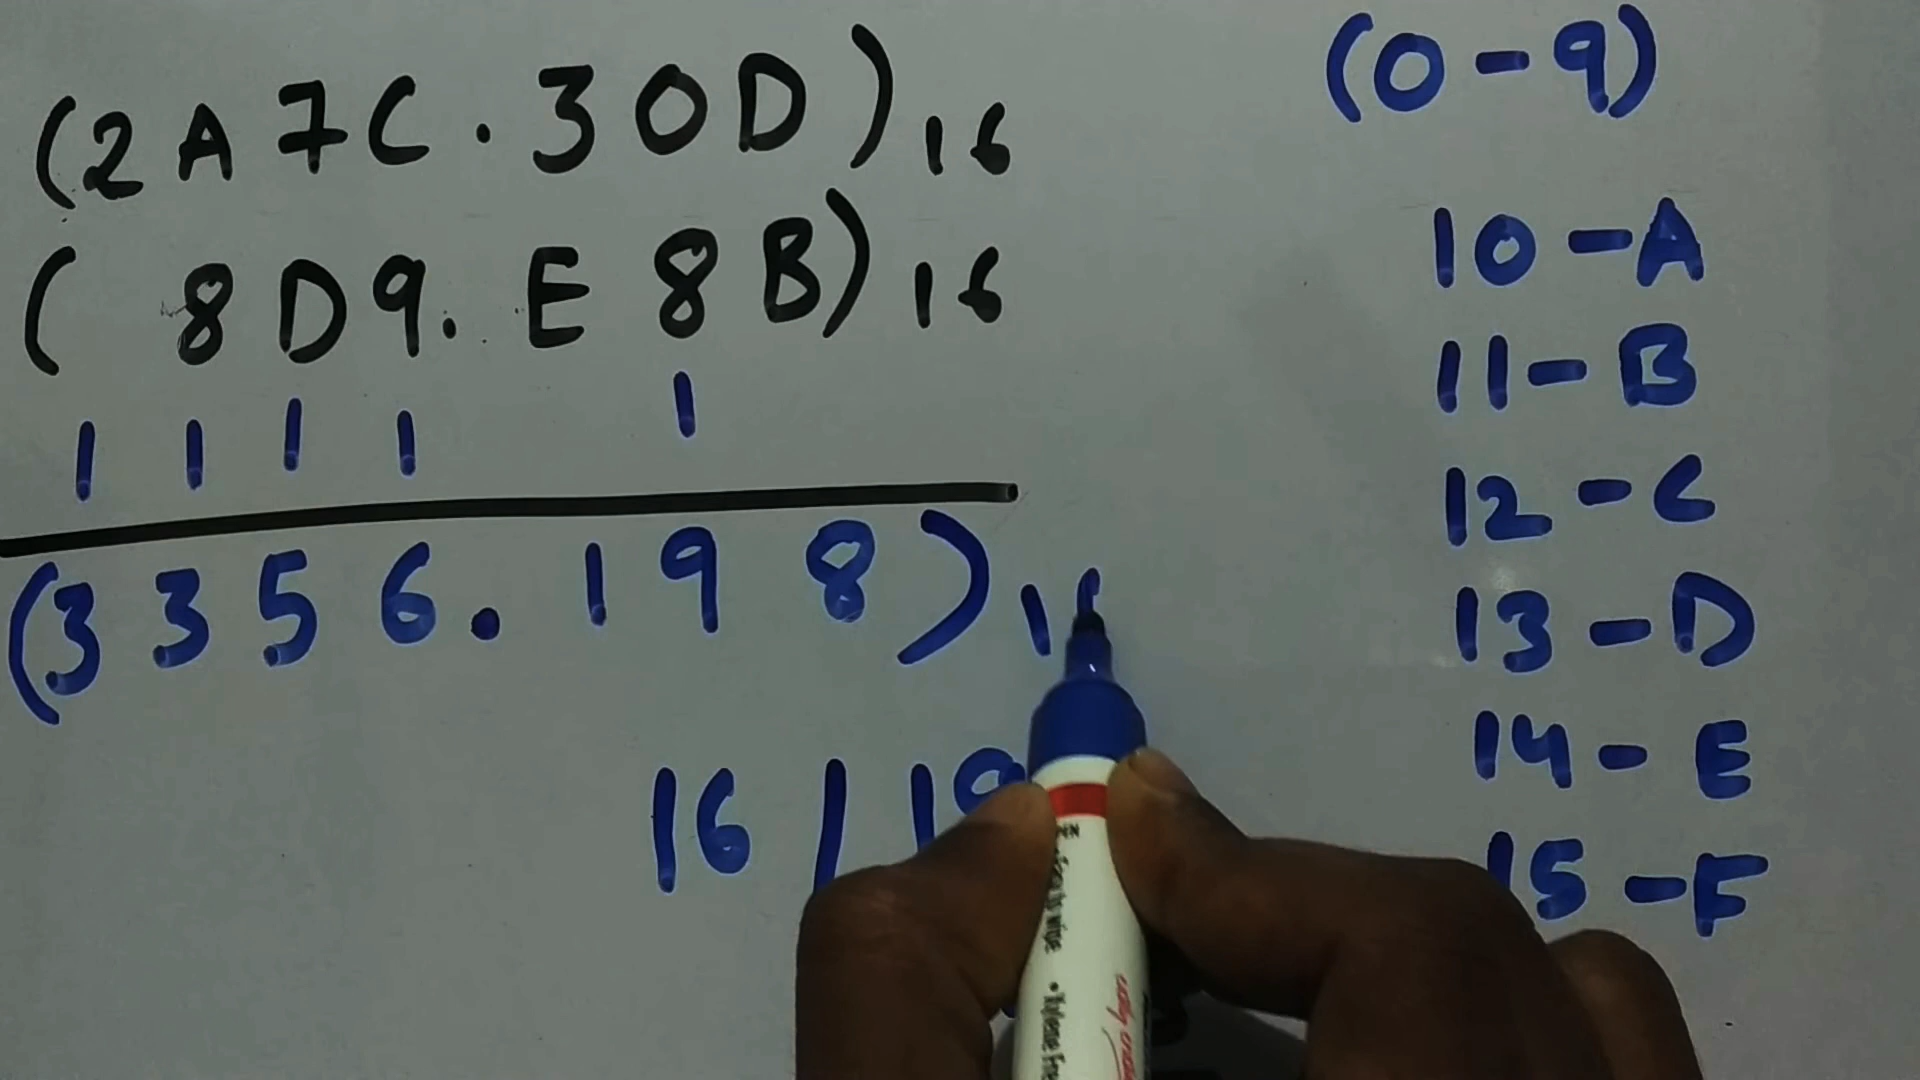 (2A7C.30D)16
(8D9.E8B)16
1 1 1 1 1
(3356.198)1
16 / 19
(0-9)
10-A
11-B
12-C
13-D
14-E
15-F